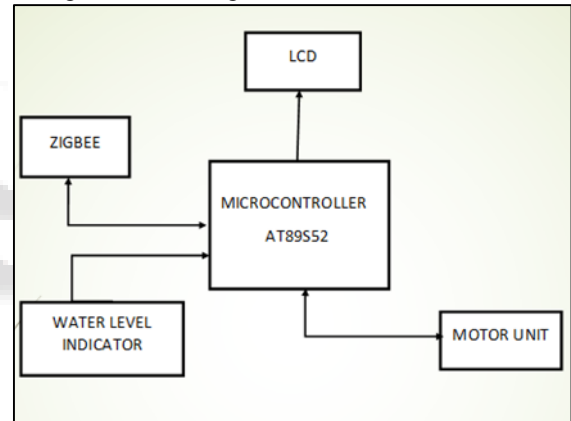 LCD
ZIGBEE
MICROCONTROLLER
AT89S52
WATER LEVEL
INDICATOR
MOTOR UNIT